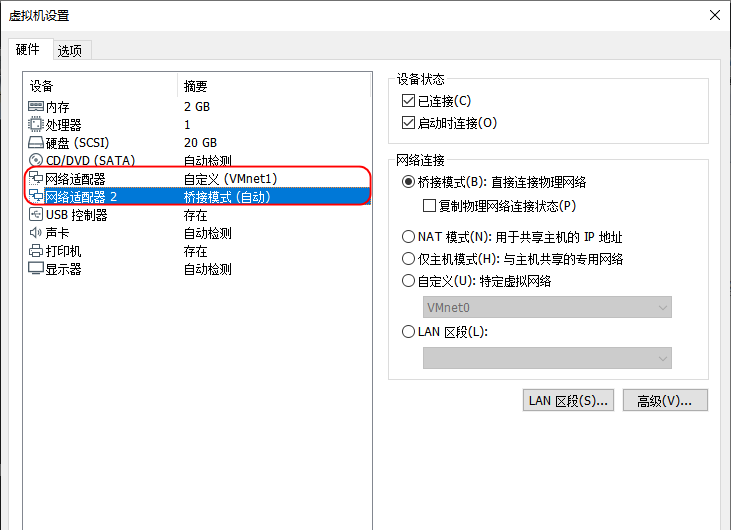 虚拟机设置
硬件 选项
设备 摘要
内存 2 GB
处理器 1
硬盘 (SCSI) 20 GB
CD/DVD (SATA) 自动检测
网络适配器 自定义 (VMnet1)
网络适配器 2 桥接模式 (自动)
USB 控制器 存在
声卡 自动检测
打印机 存在
显示器 自动检测
设备状态
已连接(C)
启动时连接(O)
网络连接
桥接模式(B): 直接连接物理网络
复制物理网络连接状态(P)
NAT 模式(N): 用于共享主机的 IP 地址
仅主机模式(H): 与主机共享的专用网络
自定义(U): 特定虚拟网络
VMnet0
LAN 区段(L):
LAN 区段(S)... 高级(V)...